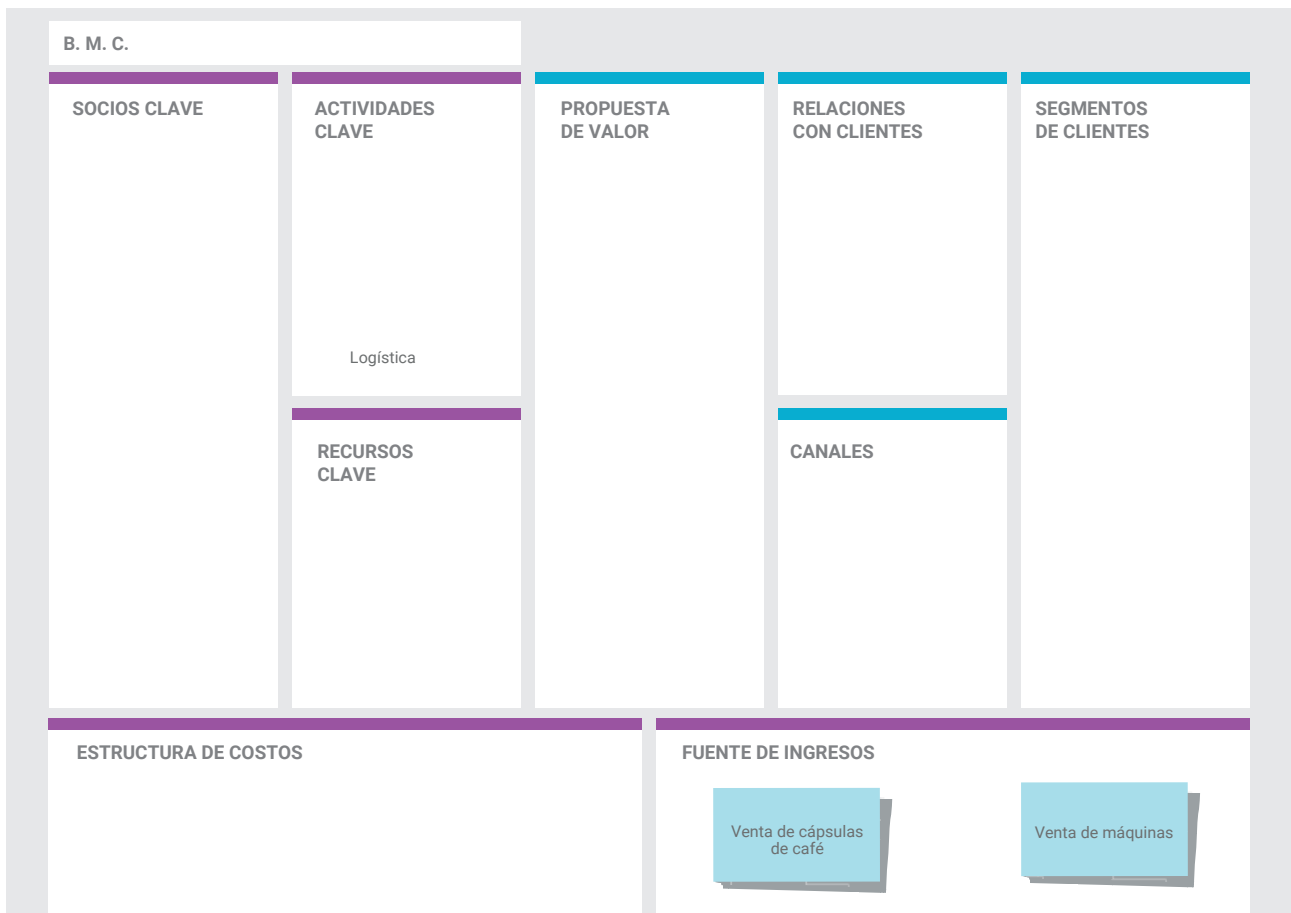 B. M. C.
SOCIOS CLAVE
ACTIVIDADES
CLAVE
Logística
RECURSOS
CLAVE
PROPUESTA
DE VALOR
RELACIONES
CON CLIENTES
CANALES
SEGMENTOS
DE CLIENTES
ESTRUCTURA DE COSTOS
FUENTE DE INGRESOS
Venta de cápsulas
de café
Venta de máquinas